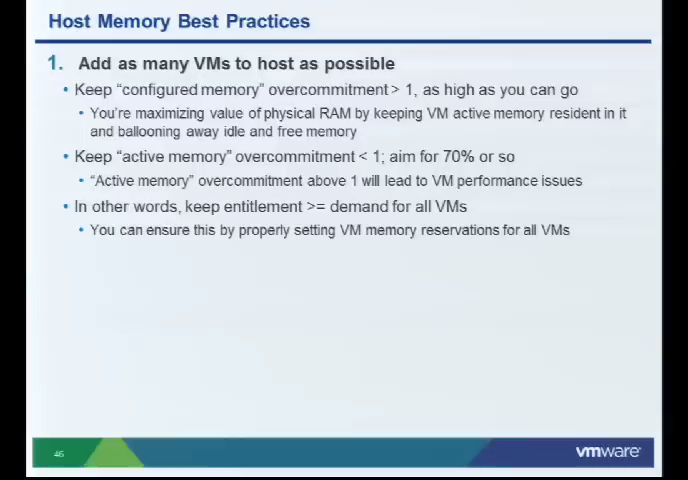 Host Memory Best Practices
1. Add as many VMs to host as possible
• Keep “configured memory” overcommitment > 1, as high as you can go
• You’re maximizing value of physical RAM by keeping VM active memory resident in it
and ballooning away idle and free memory
• Keep “active memory” overcommitment < 1; aim for 70% or so
• “Active memory” overcommitment above 1 will lead to VM performance issues
• In other words, keep entitlement >= demand for all VMs
• You can ensure this by properly setting VM memory reservations for all VMs
46
vmware